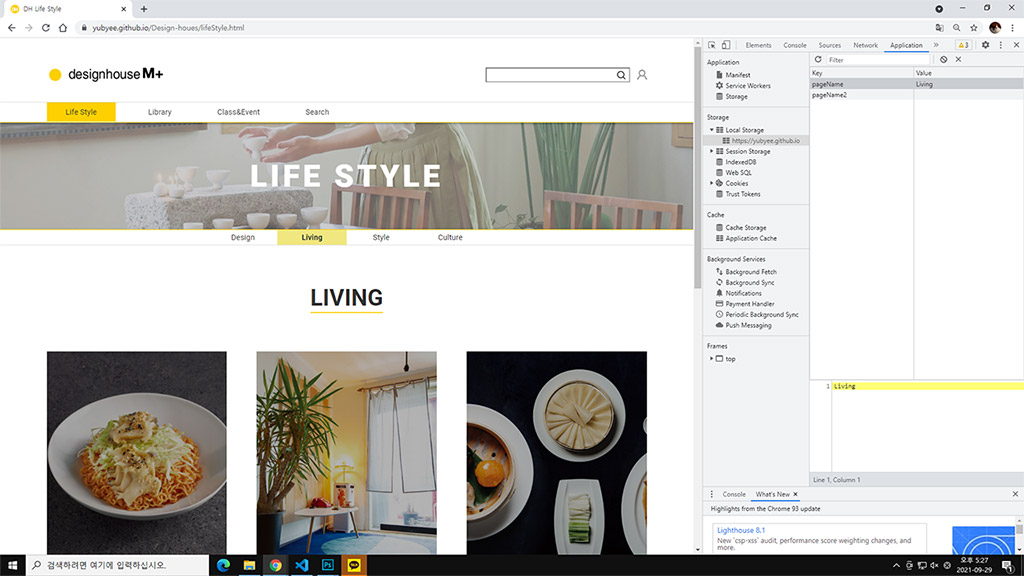 DH Life Style
yubyee.github.io/Design-houes/lifeStyle.html
designhouse M+
Life Style
Library
Class&Event
Search
LIFE STYLE
Design
Living
Style
Culture
LIVING
Elements
Console
Sources
Network
Application
»
3
Application
Manifest
Service Workers
Storage
Storage
Local Storage
https://yubyee.github.io
Session Storage
IndexedDB
Web SQL
Cookies
Trust Tokens
Cache
Cache Storage
Application Cache
Background Services
Background Fetch
Background Sync
Notifications
Payment Handler
Periodic Background Sync
Push Messaging
Frames
top
Filter
Key Value
pageName Living
pageName2
1 Living
Line 1, Column 1
Console
What's New
Highlights from the Chrome 93 update
Lighthouse 8.1
New `csp-xss` audit, performance score weighting changes, and
more.
검색하려면 여기에 입력하십시오.
오후 5:27
2021-09-29
1